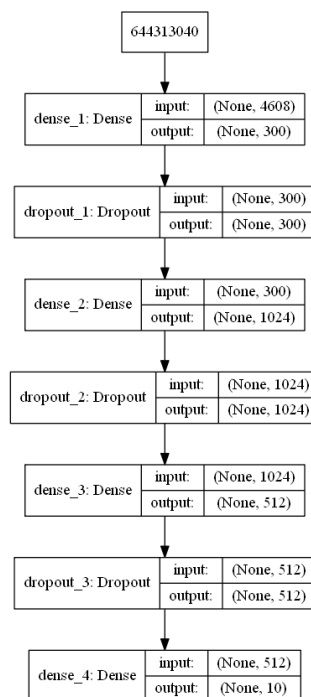 644313040
dense_1: Dense input: (None, 4608)
output: (None, 300)
dropout_1: Dropout input: (None, 300)
output: (None, 300)
dense_2: Dense input: (None, 300)
output: (None, 1024)
dropout_2: Dropout input: (None, 1024)
output: (None, 1024)
dense_3: Dense input: (None, 1024)
output: (None, 512)
dropout_3: Dropout input: (None, 512)
output: (None, 512)
dense_4: Dense input: (None, 512)
output: (None, 10)